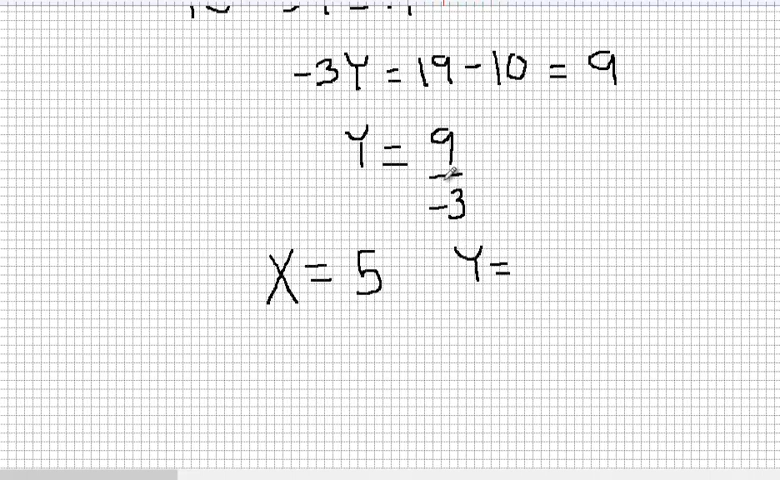 -3Y = 19 - 10 = 9
Y = 9
-3
X = 5 Y =